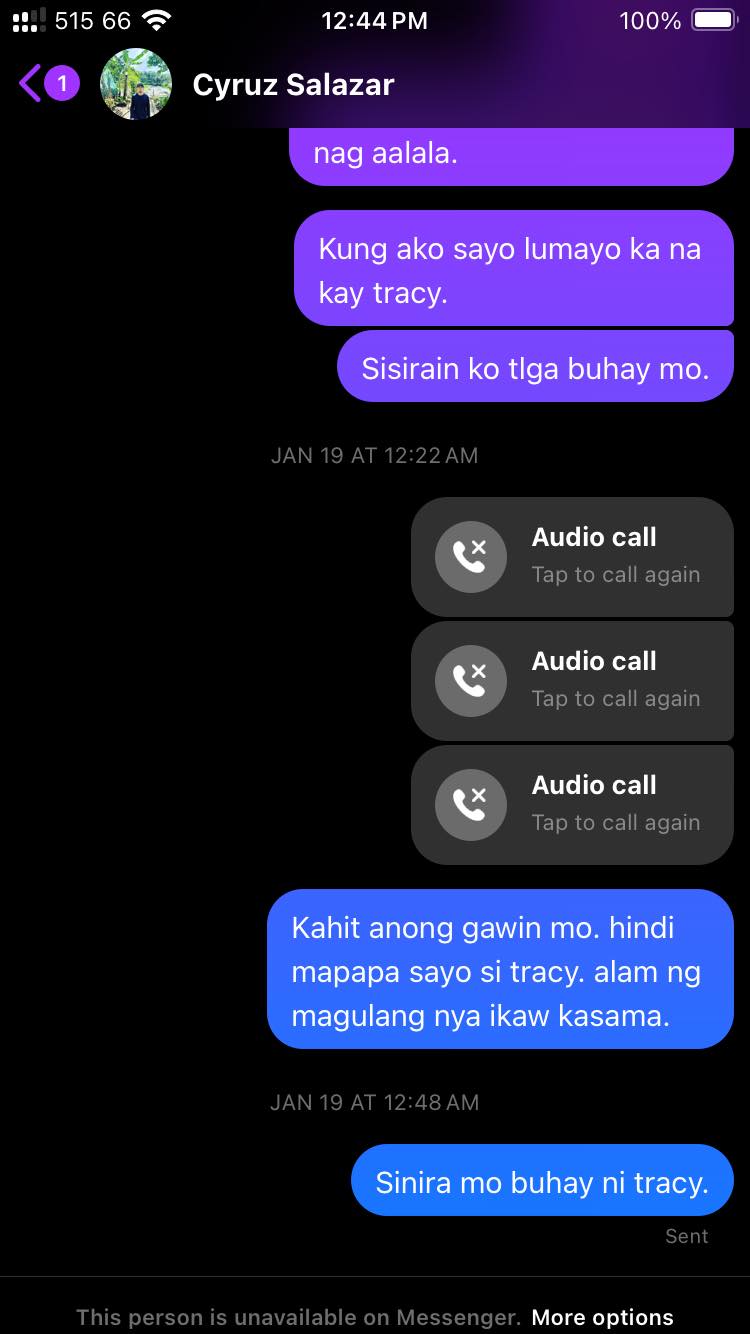 515 66 12:44 PM 100%
1 Cyruz Salazar
nag aalala.
Kung ako sayo lumayo ka na
kay tracy.
Sisirain ko tlga buhay mo.
JAN 19 AT 12:22 AM
Audio call
Tap to call again
Audio call
Tap to call again
Audio call
Tap to call again
Kahit anong gawin mo. hindi
mapapa sayo si tracy. alam ng
magulang nya ikaw kasama.
JAN 19 AT 12:48 AM
Sinira mo buhay ni tracy.
Sent
This person is unavailable on Messenger. More options